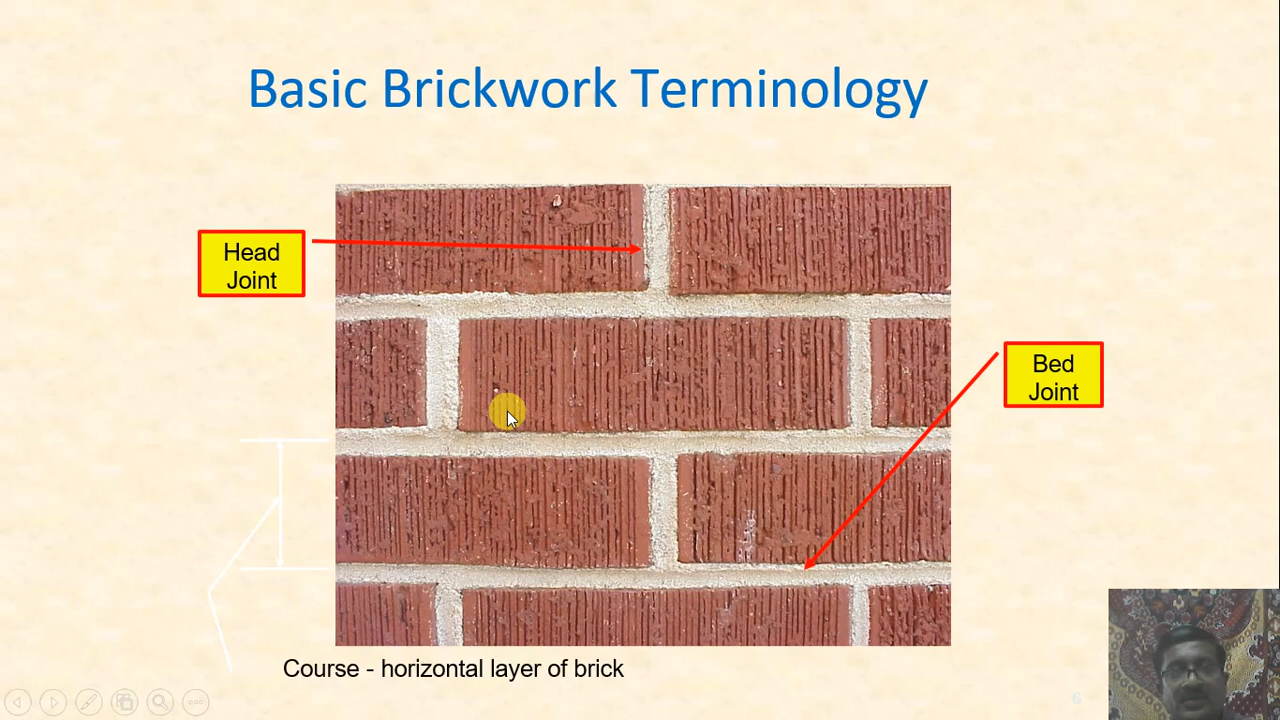 Basic Brickwork Terminology
Head
Joint
Bed
Joint
Course - horizontal layer of brick